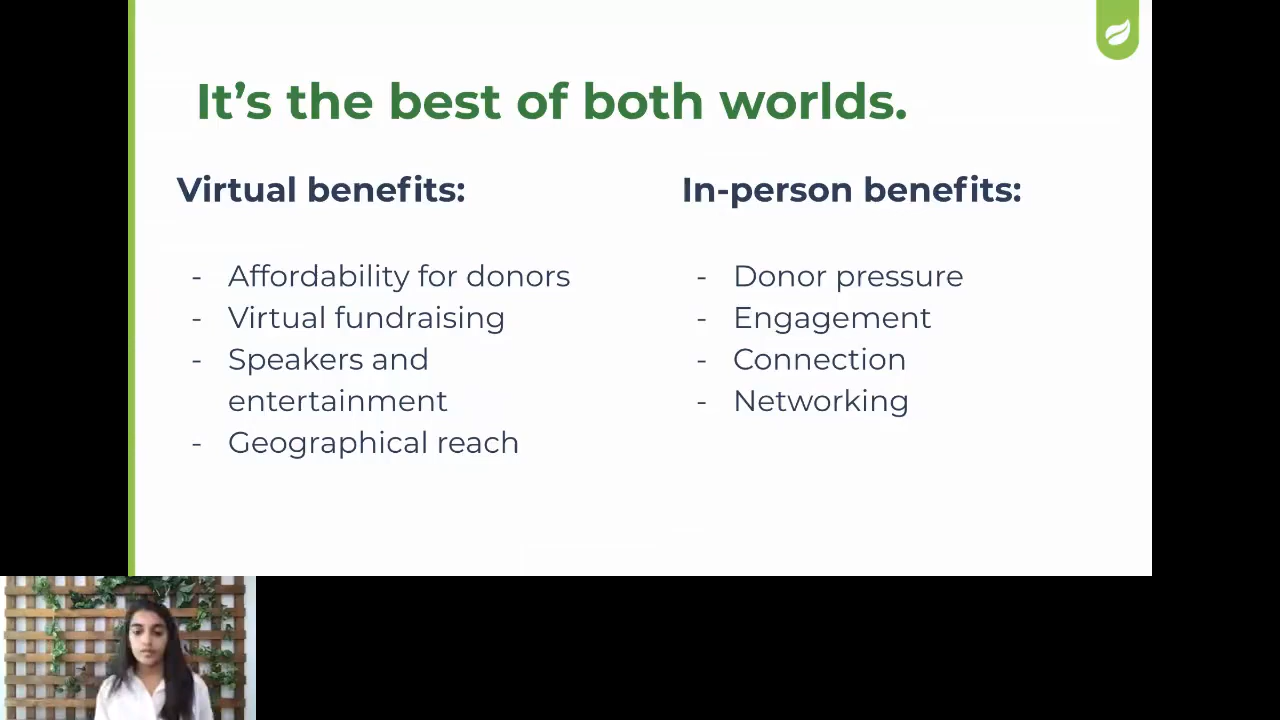 It’s the best of both worlds.
Virtual benefits:
- Affordability for donors
- Virtual fundraising
- Speakers and
entertainment
- Geographical reach
In-person benefits:
- Donor pressure
- Engagement
- Connection
- Networking